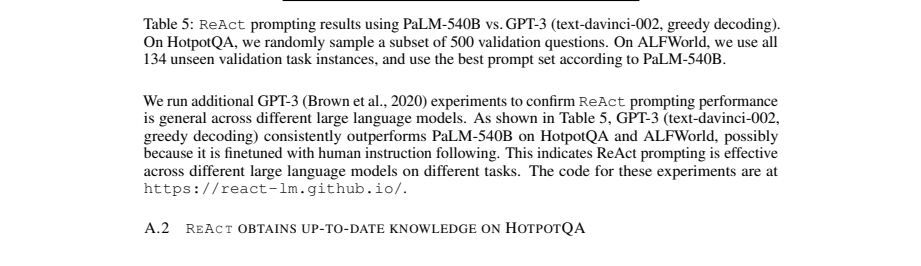 Table 5: ReAct prompting results using PaLM-540B vs. GPT-3 (text-davinci-002, greedy decoding).
On HotpotQA, we randomly sample a subset of 500 validation questions. On ALFWorld, we use all
134 unseen validation task instances, and use the best prompt set according to PaLM-540B.
We run additional GPT-3 (Brown et al., 2020) experiments to confirm ReAct prompting performance
is general across different large language models. As shown in Table 5, GPT-3 (text-davinci-002,
greedy decoding) consistently outperforms PaLM-540B on HotpotQA and ALFWorld, possibly
because it is finetuned with human instruction following. This indicates ReAct prompting is effective
across different large language models on different tasks. The code for these experiments are at
https://react-lm.github.io/.
A.2 REACT OBTAINS UP-TO-DATE KNOWLEDGE ON HOTPOTQA